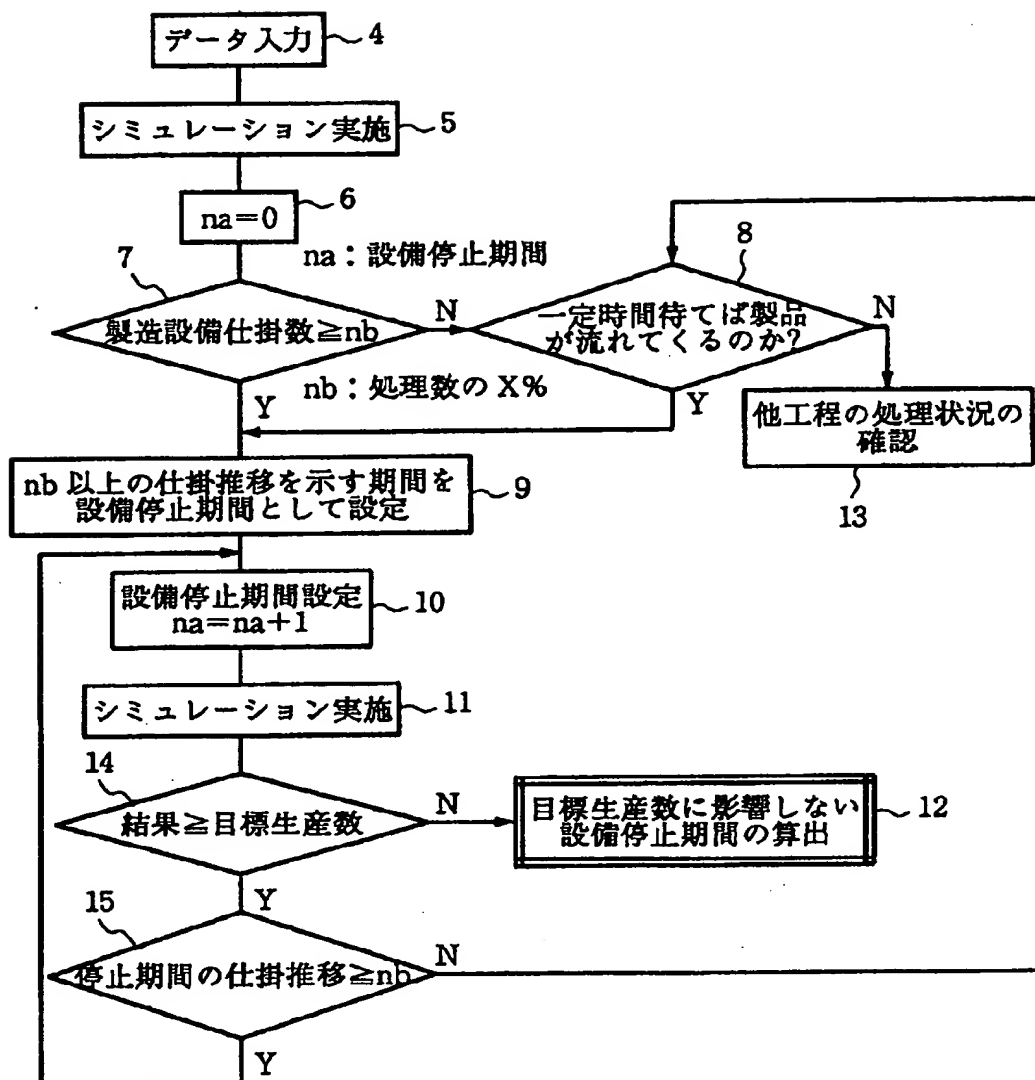 データ入力
4
シミュレーション実施
5
6
na＝0
na：設備停止期間
7
製造設備仕掛数≧nb
N
8
一定時間待てば製品
が流れてくるのか?
N
nb：処理数の X%
Y
Y
他工程の処理状況の
確認
13
nb 以上の仕掛推移を示す期間を
設備停止期間として設定
9
設備停止期間設定
na＝na＋1
10
シミュレーション実施
11
14
結果≧目標生産数
N
目標生産数に影響しない
設備停止期間の算出
12
Y
15
停止期間の仕掛推移≧nb
N
Y